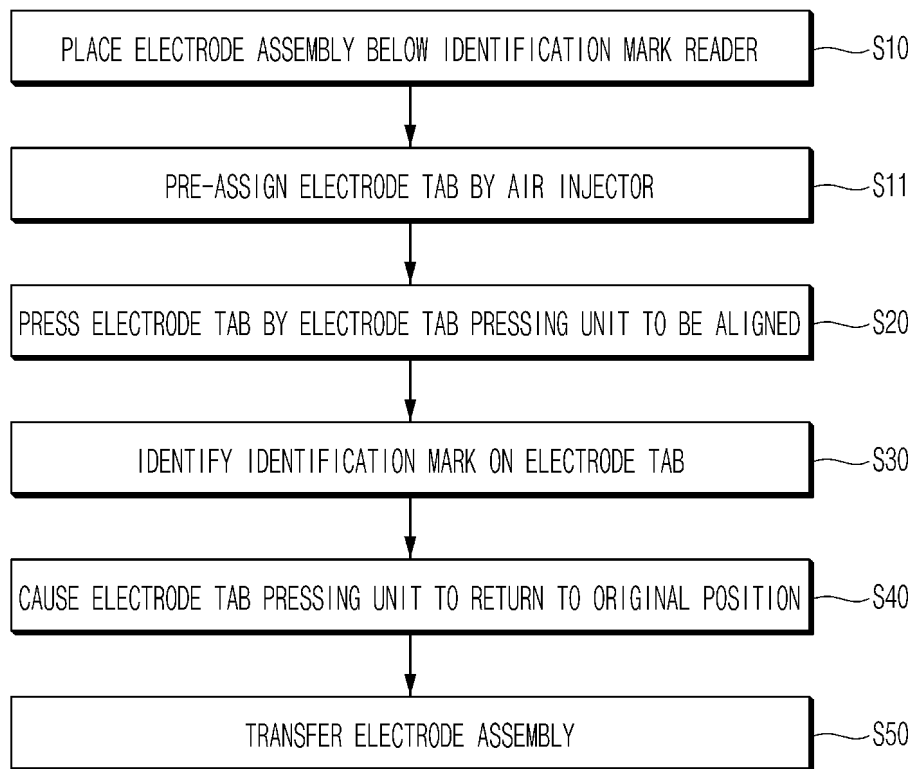 PLACE ELECTRODE ASSEMBLY BELOW IDENTIFICATION MARK READER S10
PRE-ASSIGN ELECTRODE TAB BY AIR INJECTOR S11
PRESS ELECTRODE TAB BY ELECTRODE TAB PRESSING UNIT TO BE ALIGNED S20
IDENTIFY IDENTIFICATION MARK ON ELECTRODE TAB S30
CAUSE ELECTRODE TAB PRESSING UNIT TO RETURN TO ORIGINAL POSITION S40
TRANSFER ELECTRODE ASSEMBLY S50